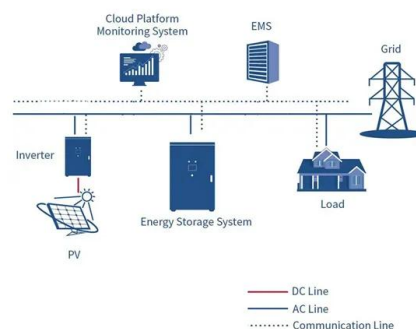 Cloud Platform
Monitoring System
EMS
Grid
Inverter
Energy Storage System
Load
PV
DC Line
AC Line
Communication Line